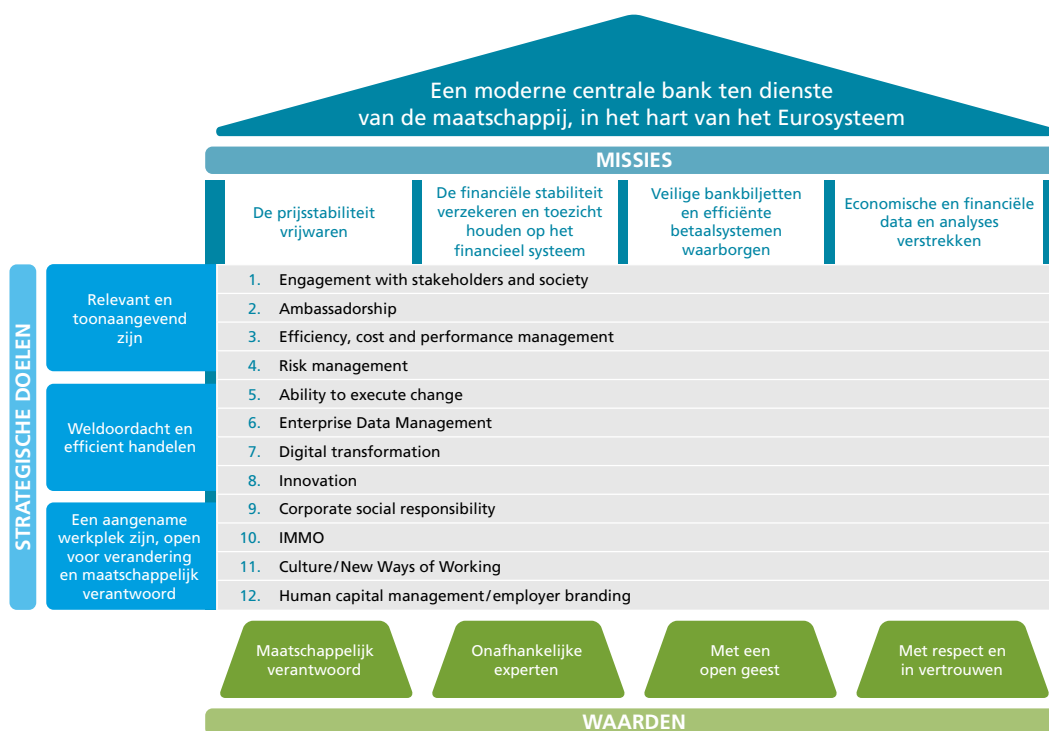 Een moderne centrale bank ten dienste
van de maatschappij, in het hart van het Eurosysteem
MISSIES
De prijsstabiliteit
vrijwaren
De financiële stabiliteit
verzekeren en toezicht
houden op het
financieel systeem
Veilige bankbiljetten
en efficiënte
betaalsystemen
waarborgen
Economische en financiële
data en analyses
verstrekken
STRATEGISCHE DOELEN
Relevant en
toonaangevend
zijn
Weldoordacht en
efficient handelen
Een aangename
werkplek zijn, open
voor verandering
en maatschappelijk
verantwoord
1. Engagement with stakeholders and society
2. Ambassadorship
3. Efficiency, cost and performance management
4. Risk management
5. Ability to execute change
6. Enterprise Data Management
7. Digital transformation
8. Innovation
9. Corporate social responsibility
10. IMMO
11. Culture/New Ways of Working
12. Human capital management/employer branding
Maatschappelijk
verantwoord
Onafhankelijke
experten
Met een
open geest
Met respect en
in vertrouwen
WAARDEN